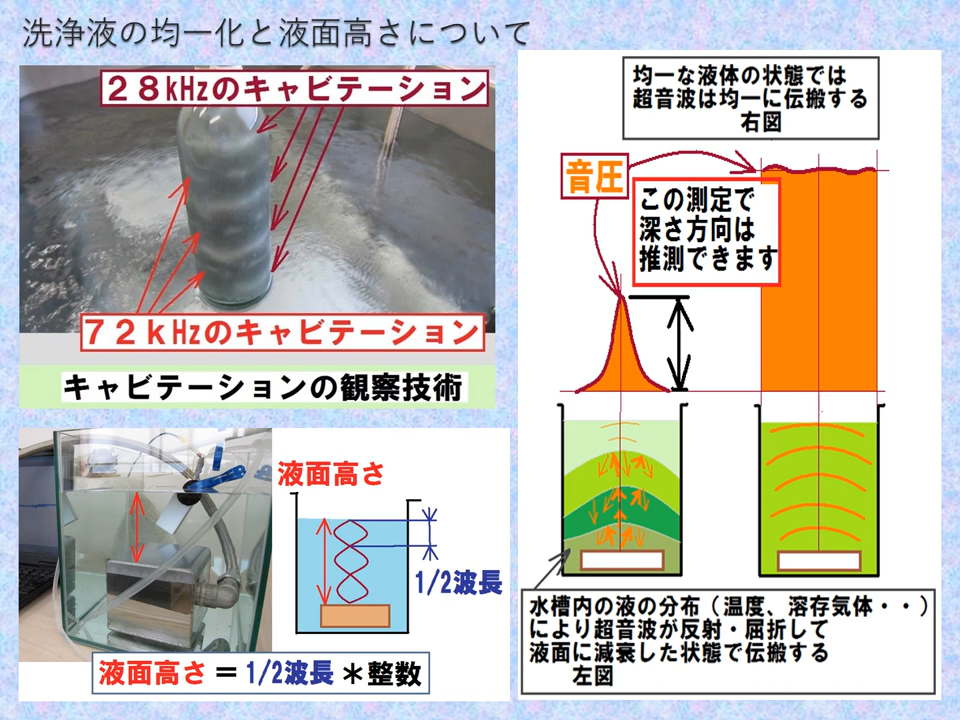 洗浄液の均一化と液面高さについて
28kHzのキャビテーション
72kHzのキャビテーション
キャビテーションの観察技術
液面高さ
1/2波長
液面高さ=1/2波長*整数
均一な液体の状態では
超音波は均一に伝搬する
右図
音圧
この測定で
深さ方向は
推測できます
水槽内の液の分布(温度、溶存気体・・)
により超音波が反射・屈折して
液面に減衰した状態で伝搬する
左図